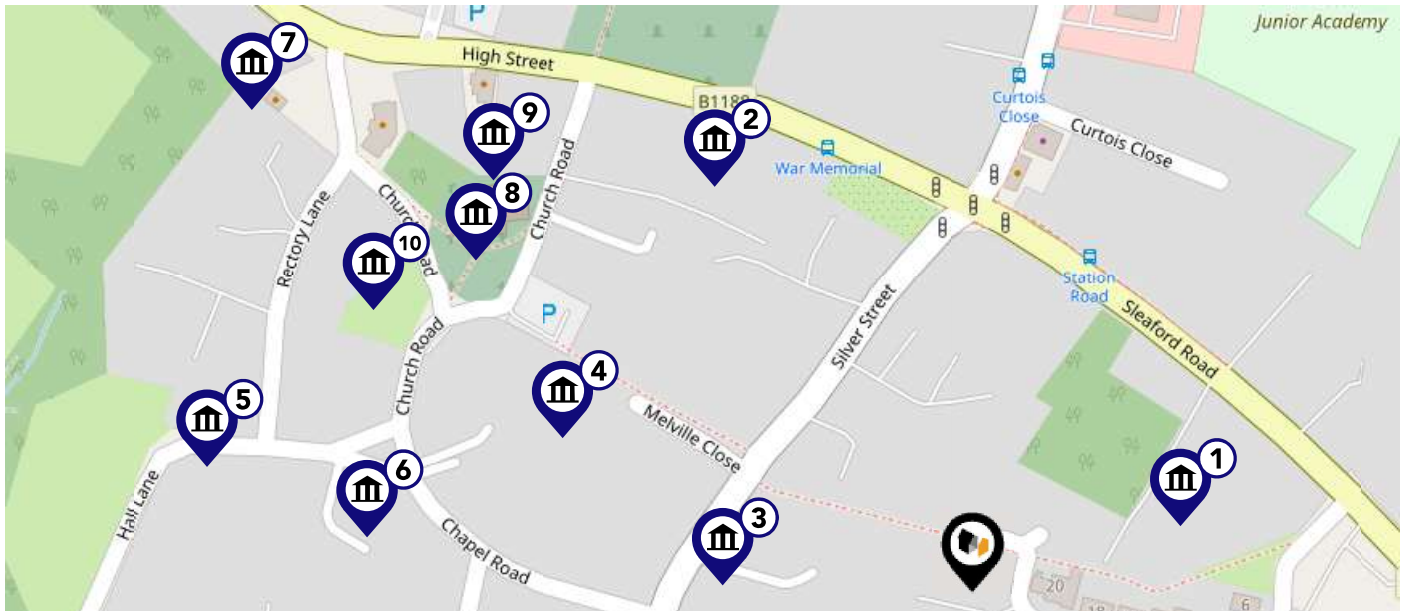 P
Junior Academy
7
High Street
9
B1188
2
Curtois
Close
Curtois Close
War Memorial
Church Road
8
Church Road
10
Rectory Lane
Station
Road
Sleaford Road
P
Silver Street
Church Road
4
5
Melville Close
6
1
Hall Lane
3
Chapel Road
20
18
6